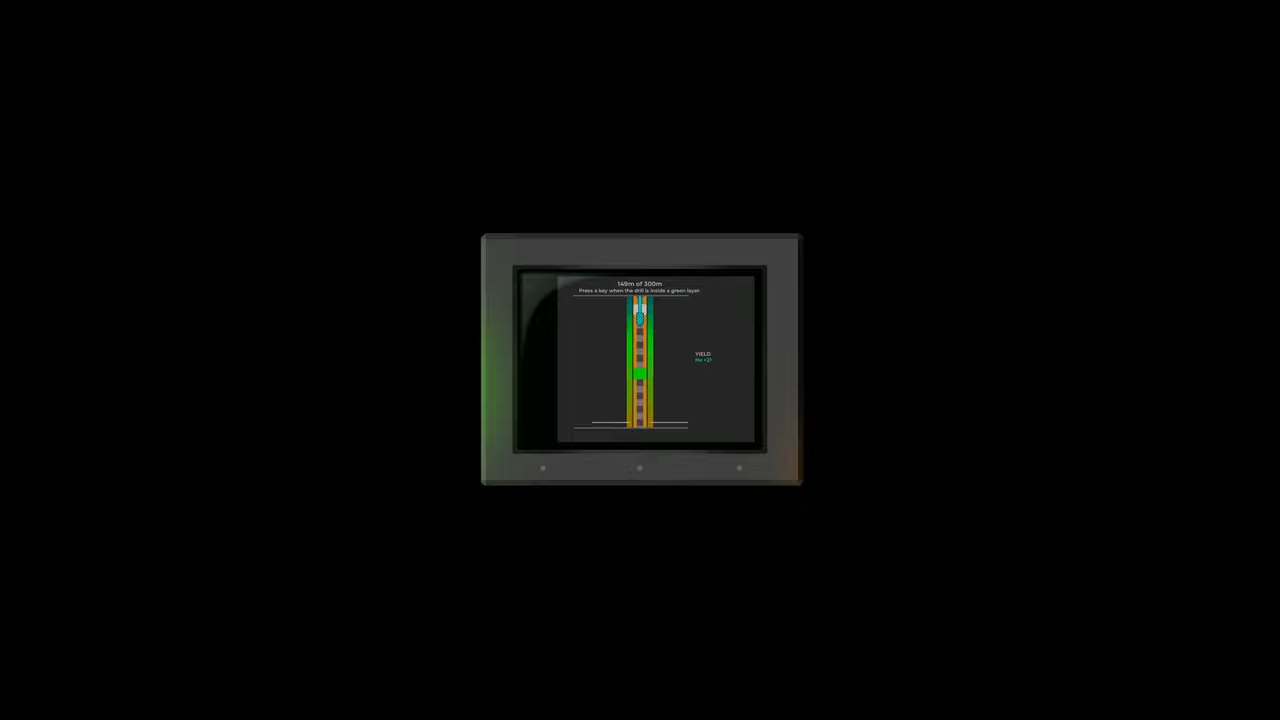 149m of 300m
Press a key when the drill is inside a green layer
YIELD